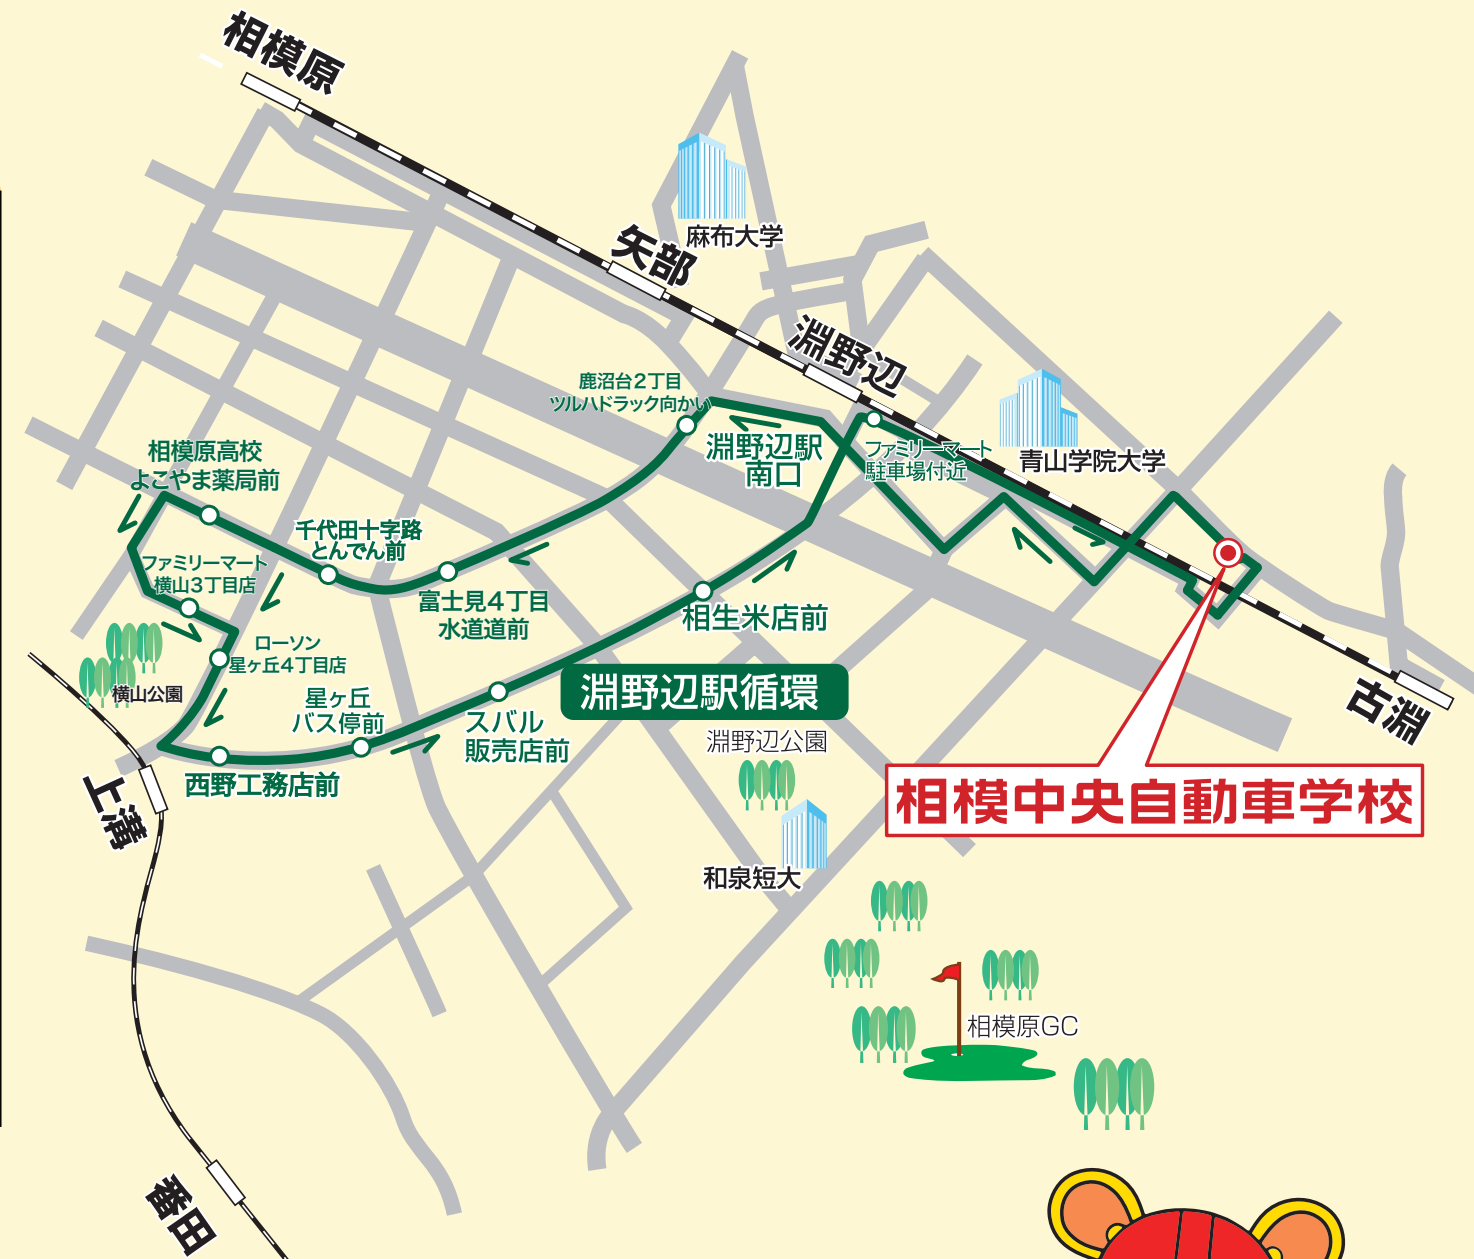 相模原
麻布大学
矢部
淵野辺
鹿沼台2丁目
ツルハドラック向かい
淵野辺駅
南口
ファミリーマート
駐車場付近
青山学院大学
相模原高校
よこやま薬局前
千代田十字路
とんでん前
ファミリーマート
横山3丁目店
富士見4丁目
水道道前
相生米店前
ローソン
星ヶ丘4丁目店
横山公園
星ヶ丘
バス停前
スバル
販売店前
淵野辺駅循環
古淵
淵野辺公園
西野工務店前
相模中央自動車学校
上溝
和泉短大
相模原GC
番田